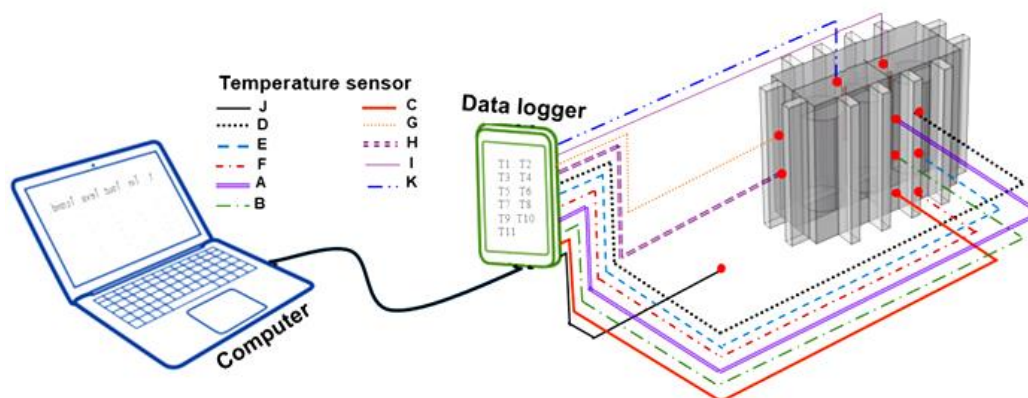 Temperature sensor
J
D
E
F
A
B
C
G
H
I
K
Data logger
T1 T2
T3 T4
T5 T6
T7 T8
T9 T10
T11
Computer